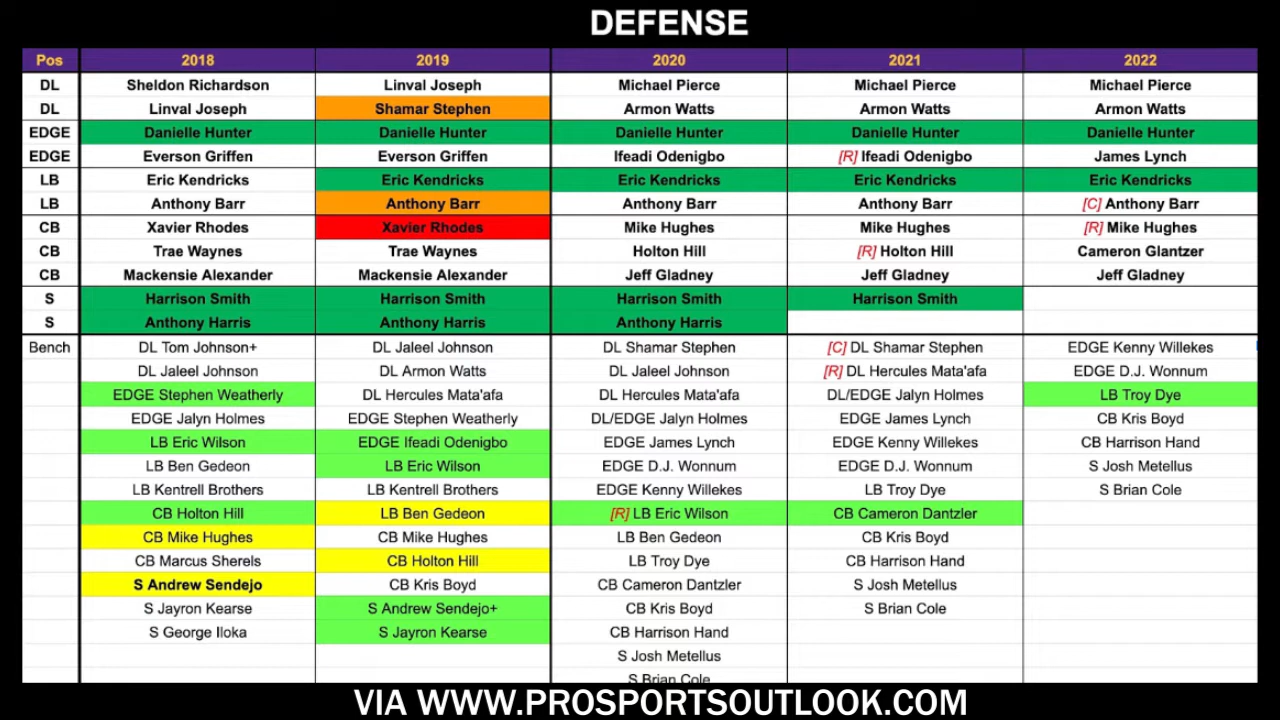 DEFENSE
Pos 2018 2019 2020 2021 2022
DL Sheldon Richardson Linval Joseph Michael Pierce Michael Pierce Michael Pierce
DL Linval Joseph Shamar Stephen Armon Watts Armon Watts Armon Watts
EDGE Danielle Hunter Danielle Hunter Danielle Hunter Danielle Hunter Danielle Hunter
EDGE Everson Griffen Everson Griffen Ifeadi Odenigbo [R] Ifeadi Odenigbo James Lynch
LB Eric Kendricks Eric Kendricks Eric Kendricks Eric Kendricks Eric Kendricks
LB Anthony Barr Anthony Barr Anthony Barr Anthony Barr [C] Anthony Barr
CB Xavier Rhodes Xavier Rhodes Mike Hughes Mike Hughes [R] Mike Hughes
CB Trae Waynes Trae Waynes Holton Hill [R] Holton Hill Cameron Glantzer
CB Mackensie Alexander Mackensie Alexander Jeff Gladney Jeff Gladney Jeff Gladney
S Harrison Smith Harrison Smith Harrison Smith Harrison Smith
S Anthony Harris Anthony Harris Anthony Harris
Bench DL Tom Johnson+ DL Jaleel Johnson DL Shamar Stephen [C] DL Shamar Stephen EDGE Kenny Willekes
DL Jaleel Johnson DL Armon Watts DL Jaleel Johnson [R] DL Hercules Mata'afa EDGE D.J. Wonnum
EDGE Stephen Weatherly DL Hercules Mata'afa DL Hercules Mata'afa DL/EDGE Jalyn Holmes LB Troy Dye
EDGE Jalyn Holmes EDGE Stephen Weatherly DL/EDGE Jalyn Holmes EDGE James Lynch CB Kris Boyd
LB Eric Wilson EDGE Ifeadi Odenigbo EDGE James Lynch EDGE Kenny Willekes CB Harrison Hand
LB Ben Gedeon LB Eric Wilson EDGE D.J. Wonnum EDGE D.J. Wonnum S Josh Metellus
LB Kentrell Brothers LB Kentrell Brothers EDGE Kenny Willekes LB Troy Dye S Brian Cole
CB Holton Hill LB Ben Gedeon [R] LB Eric Wilson CB Cameron Dantzler
CB Mike Hughes CB Mike Hughes LB Ben Gedeon CB Kris Boyd
CB Marcus Sherels CB Holton Hill LB Troy Dye CB Harrison Hand
S Andrew Sendejo CB Kris Boyd CB Cameron Dantzler S Josh Metellus
S Jayron Kearse S Andrew Sendejo+ CB Kris Boyd S Brian Cole
S George Iloka S Jayron Kearse CB Harrison Hand
S Josh Metellus
S Brian Cole
VIA WWW.PROSPORTSOUTLOOK.COM